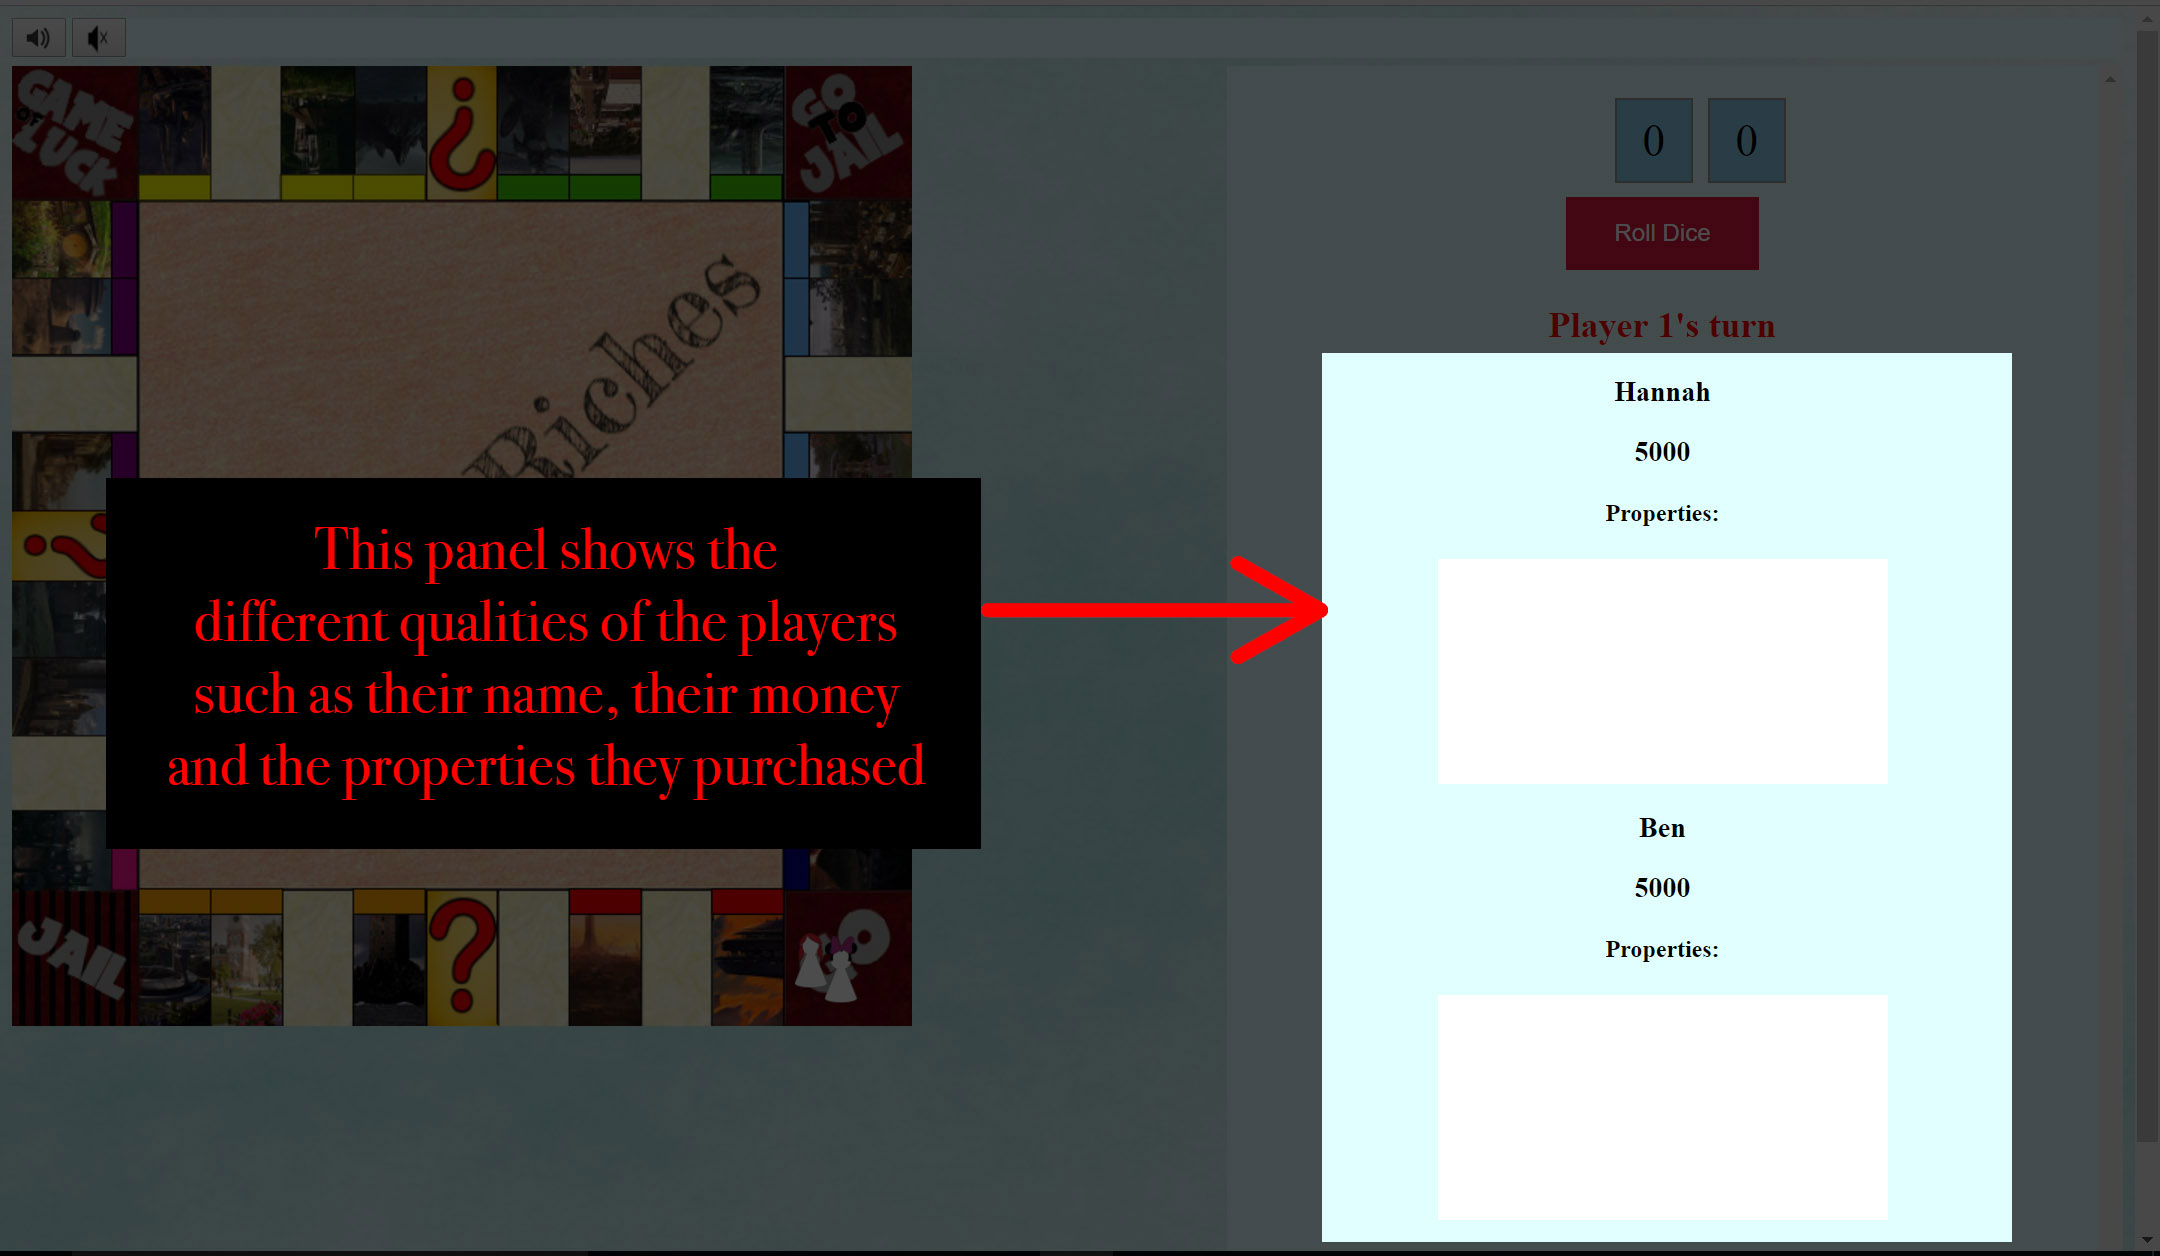 GAME
OF
LUCK
?
GO
TO
JAIL
0 0
Roll Dice
Player 1's turn
Riches
Hannah
5000
Properties:
?
This panel shows the
different qualities of the players
such as their name, their money
and the properties they purchased
Ben
5000
Properties:
JAIL
?